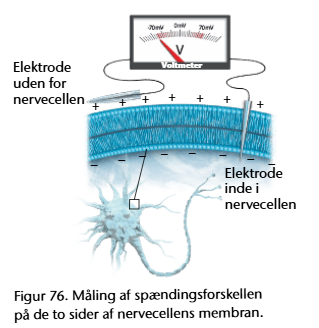 -70mV 0mV 70mV
V
Voltmeter
Elektrode
uden for
nervecellen
+ + + + + + +
– – – – – – –
Elektrode
inde i
nervecellen
Figur 76. Måling af spændingsforskellen
på de to sider af nervecellens membran.